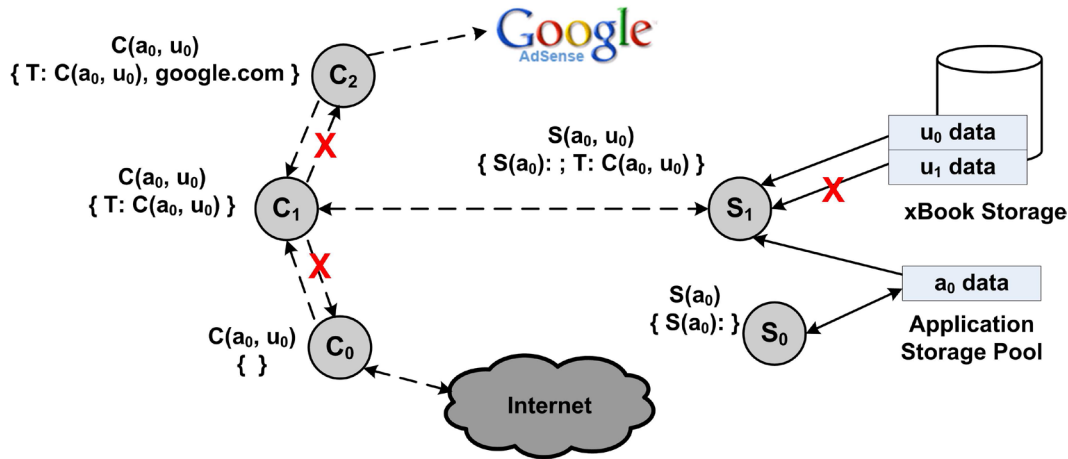 Google
AdSense
C(a₀, u₀)
{ T: C(a₀, u₀), google.com }
C₂
X
C(a₀, u₀)
{ T: C(a₀, u₀) }
C₁
X
C(a₀, u₀)
{ }
C₀
Internet
S(a₀, u₀)
{ S(a₀): ; T: C(a₀, u₀) }
S₁
u₀ data
u₁ data
X
xBook Storage
a₀ data
Application
Storage Pool
S(a₀)
{ S(a₀): }
S₀